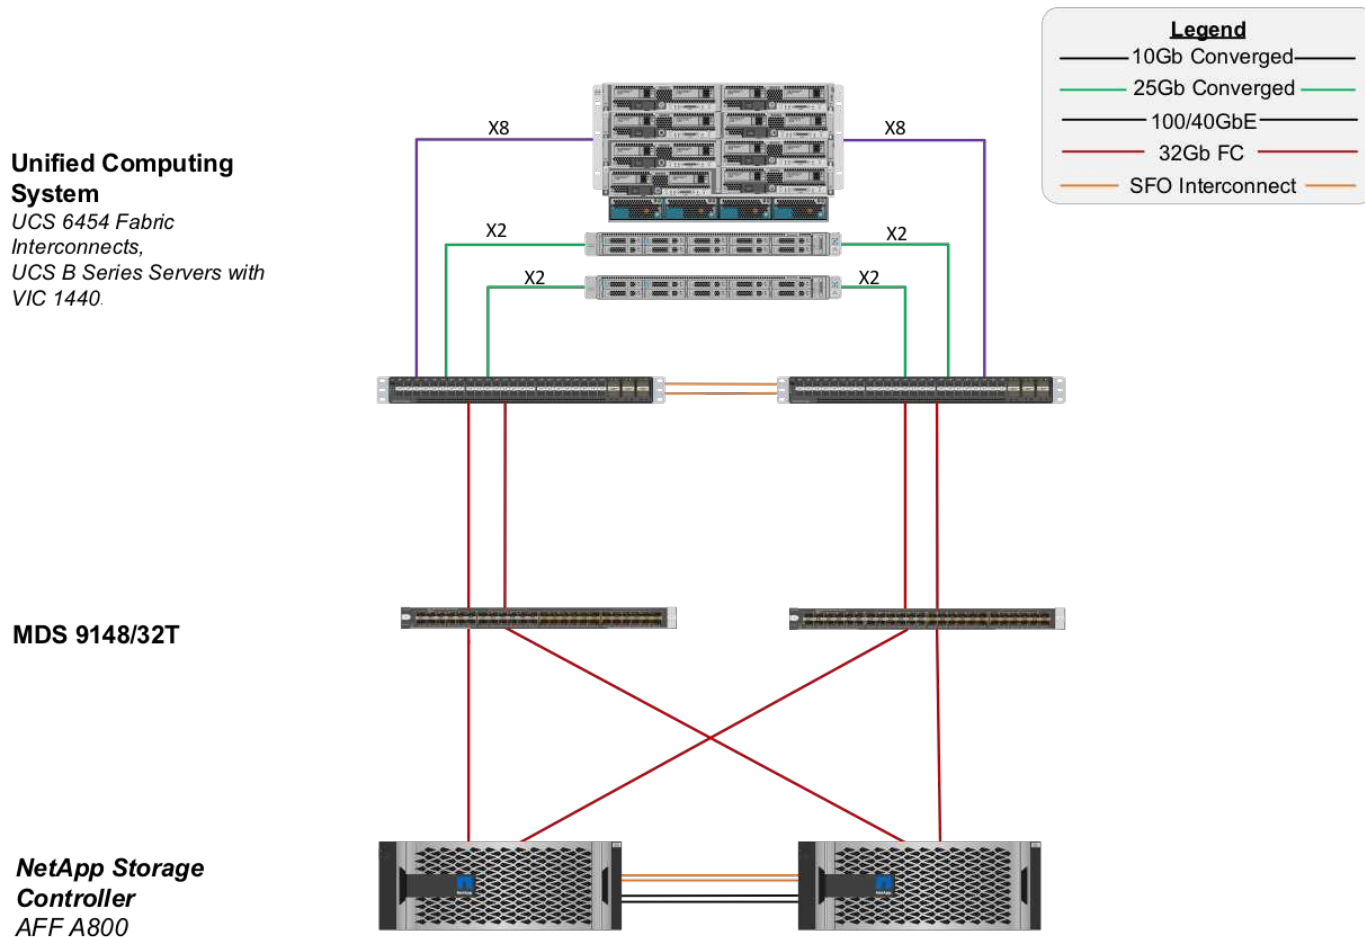 Legend
10Gb Converged
25Gb Converged
100/40GbE
32Gb FC
SFO Interconnect
X8
X8
Unified Computing
System
UCS 6454 Fabric
Interconnects,
UCS B Series Servers with
VIC 1440.
X2
X2
X2
X2
MDS 9148/32T
NetApp Storage
Controller
AFF A800
NetApp
NetApp